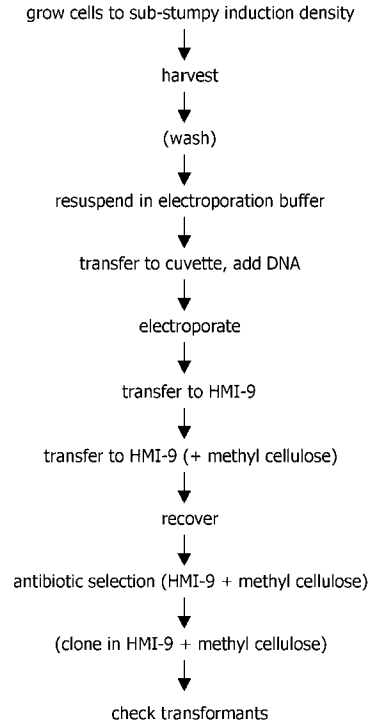 grow cells to sub-stumpy induction density
harvest
(wash)
resuspend in electroporation buffer
transfer to cuvette, add DNA
electroporate
transfer to HMI-9
transfer to HMI-9 (+ methyl cellulose)
recover
antibiotic selection (HMI-9 + methyl cellulose)
(clone in HMI-9 + methyl cellulose)
check transformants